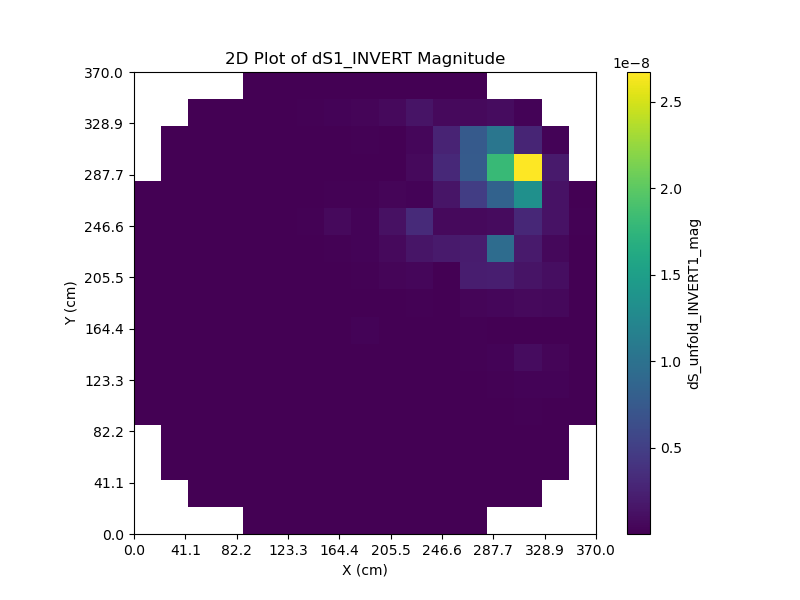 2D Plot of dS1_INVERT Magnitude
1e−8
370.0
328.9
287.7
246.6
205.5
164.4
123.3
82.2
41.1
0.0
Y (cm)
0.0 41.1 82.2 123.3 164.4 205.5 246.6 287.7 328.9 370.0
X (cm)
2.5
2.0
1.5
1.0
0.5
dS_unfold_INVERT1_mag